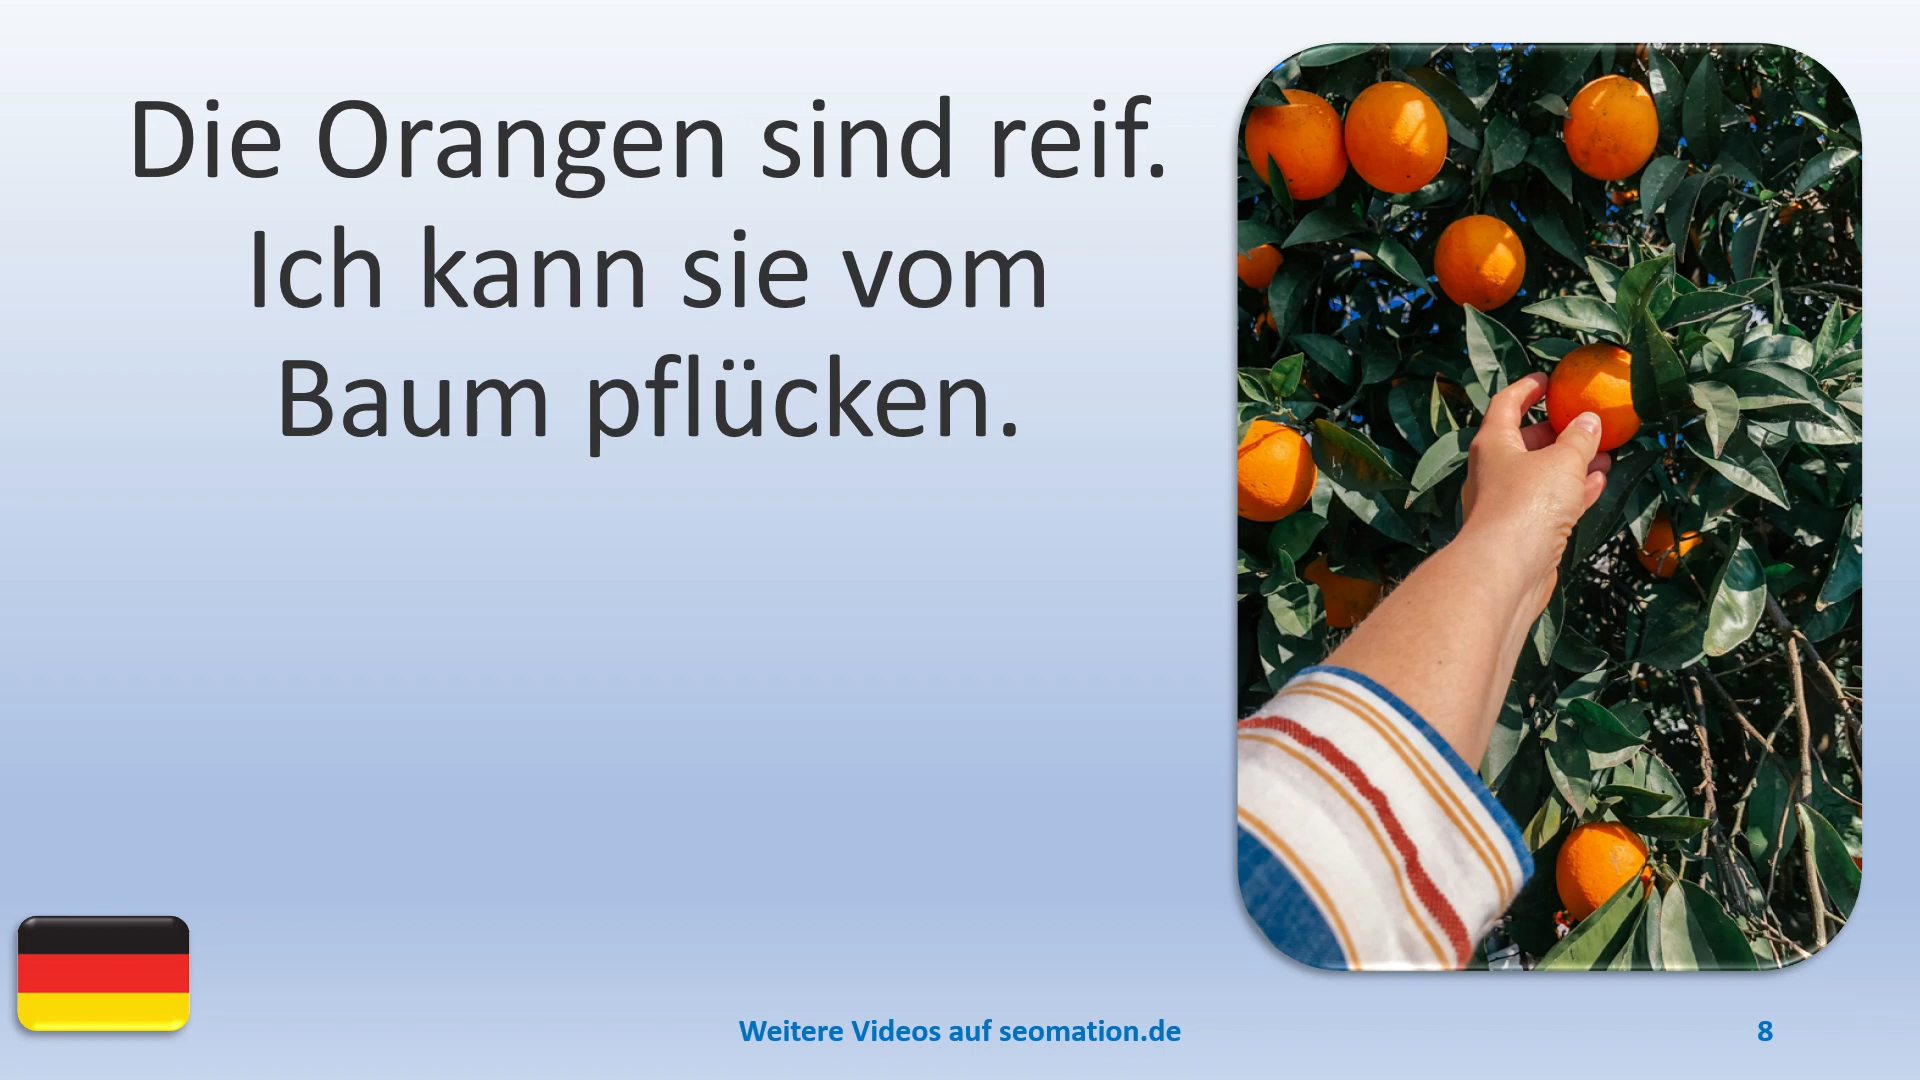 Die Orangen sind reif.
Ich kann sie vom
Baum pflücken.
Weitere Videos auf seomation.de
8